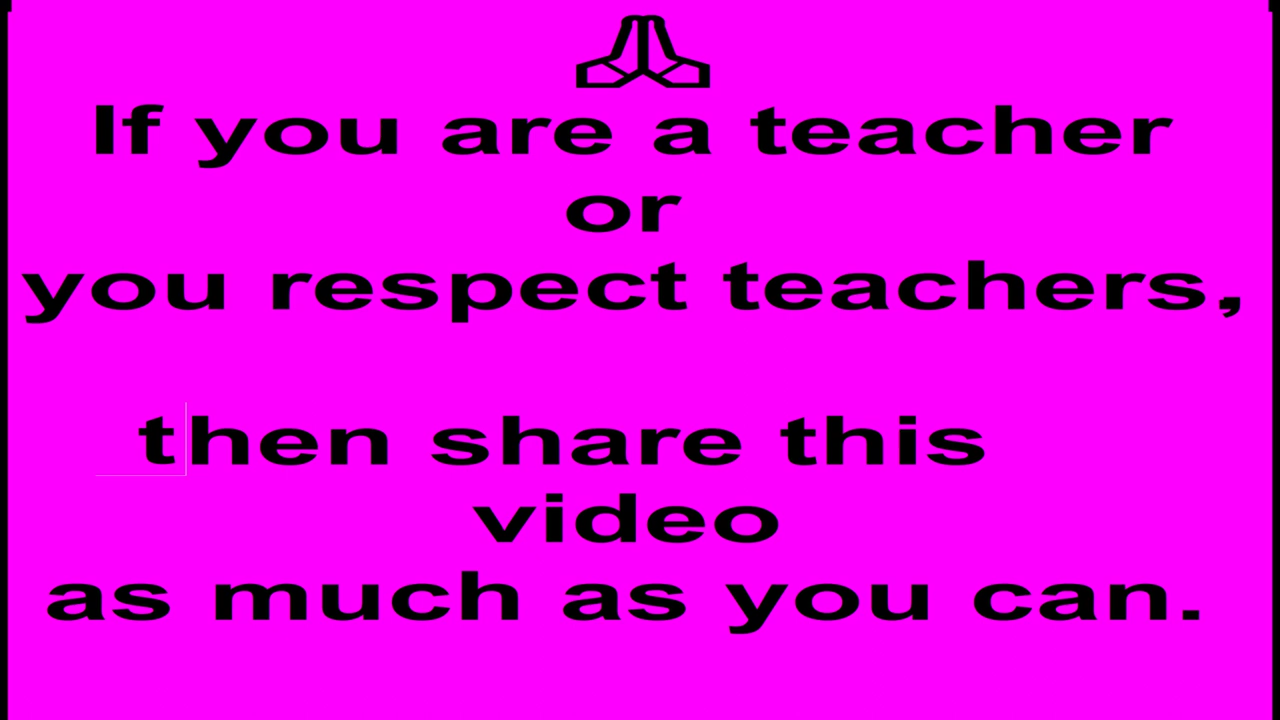 If you are a teacher
or
you respect teachers,
then share this
video
as much as you can.